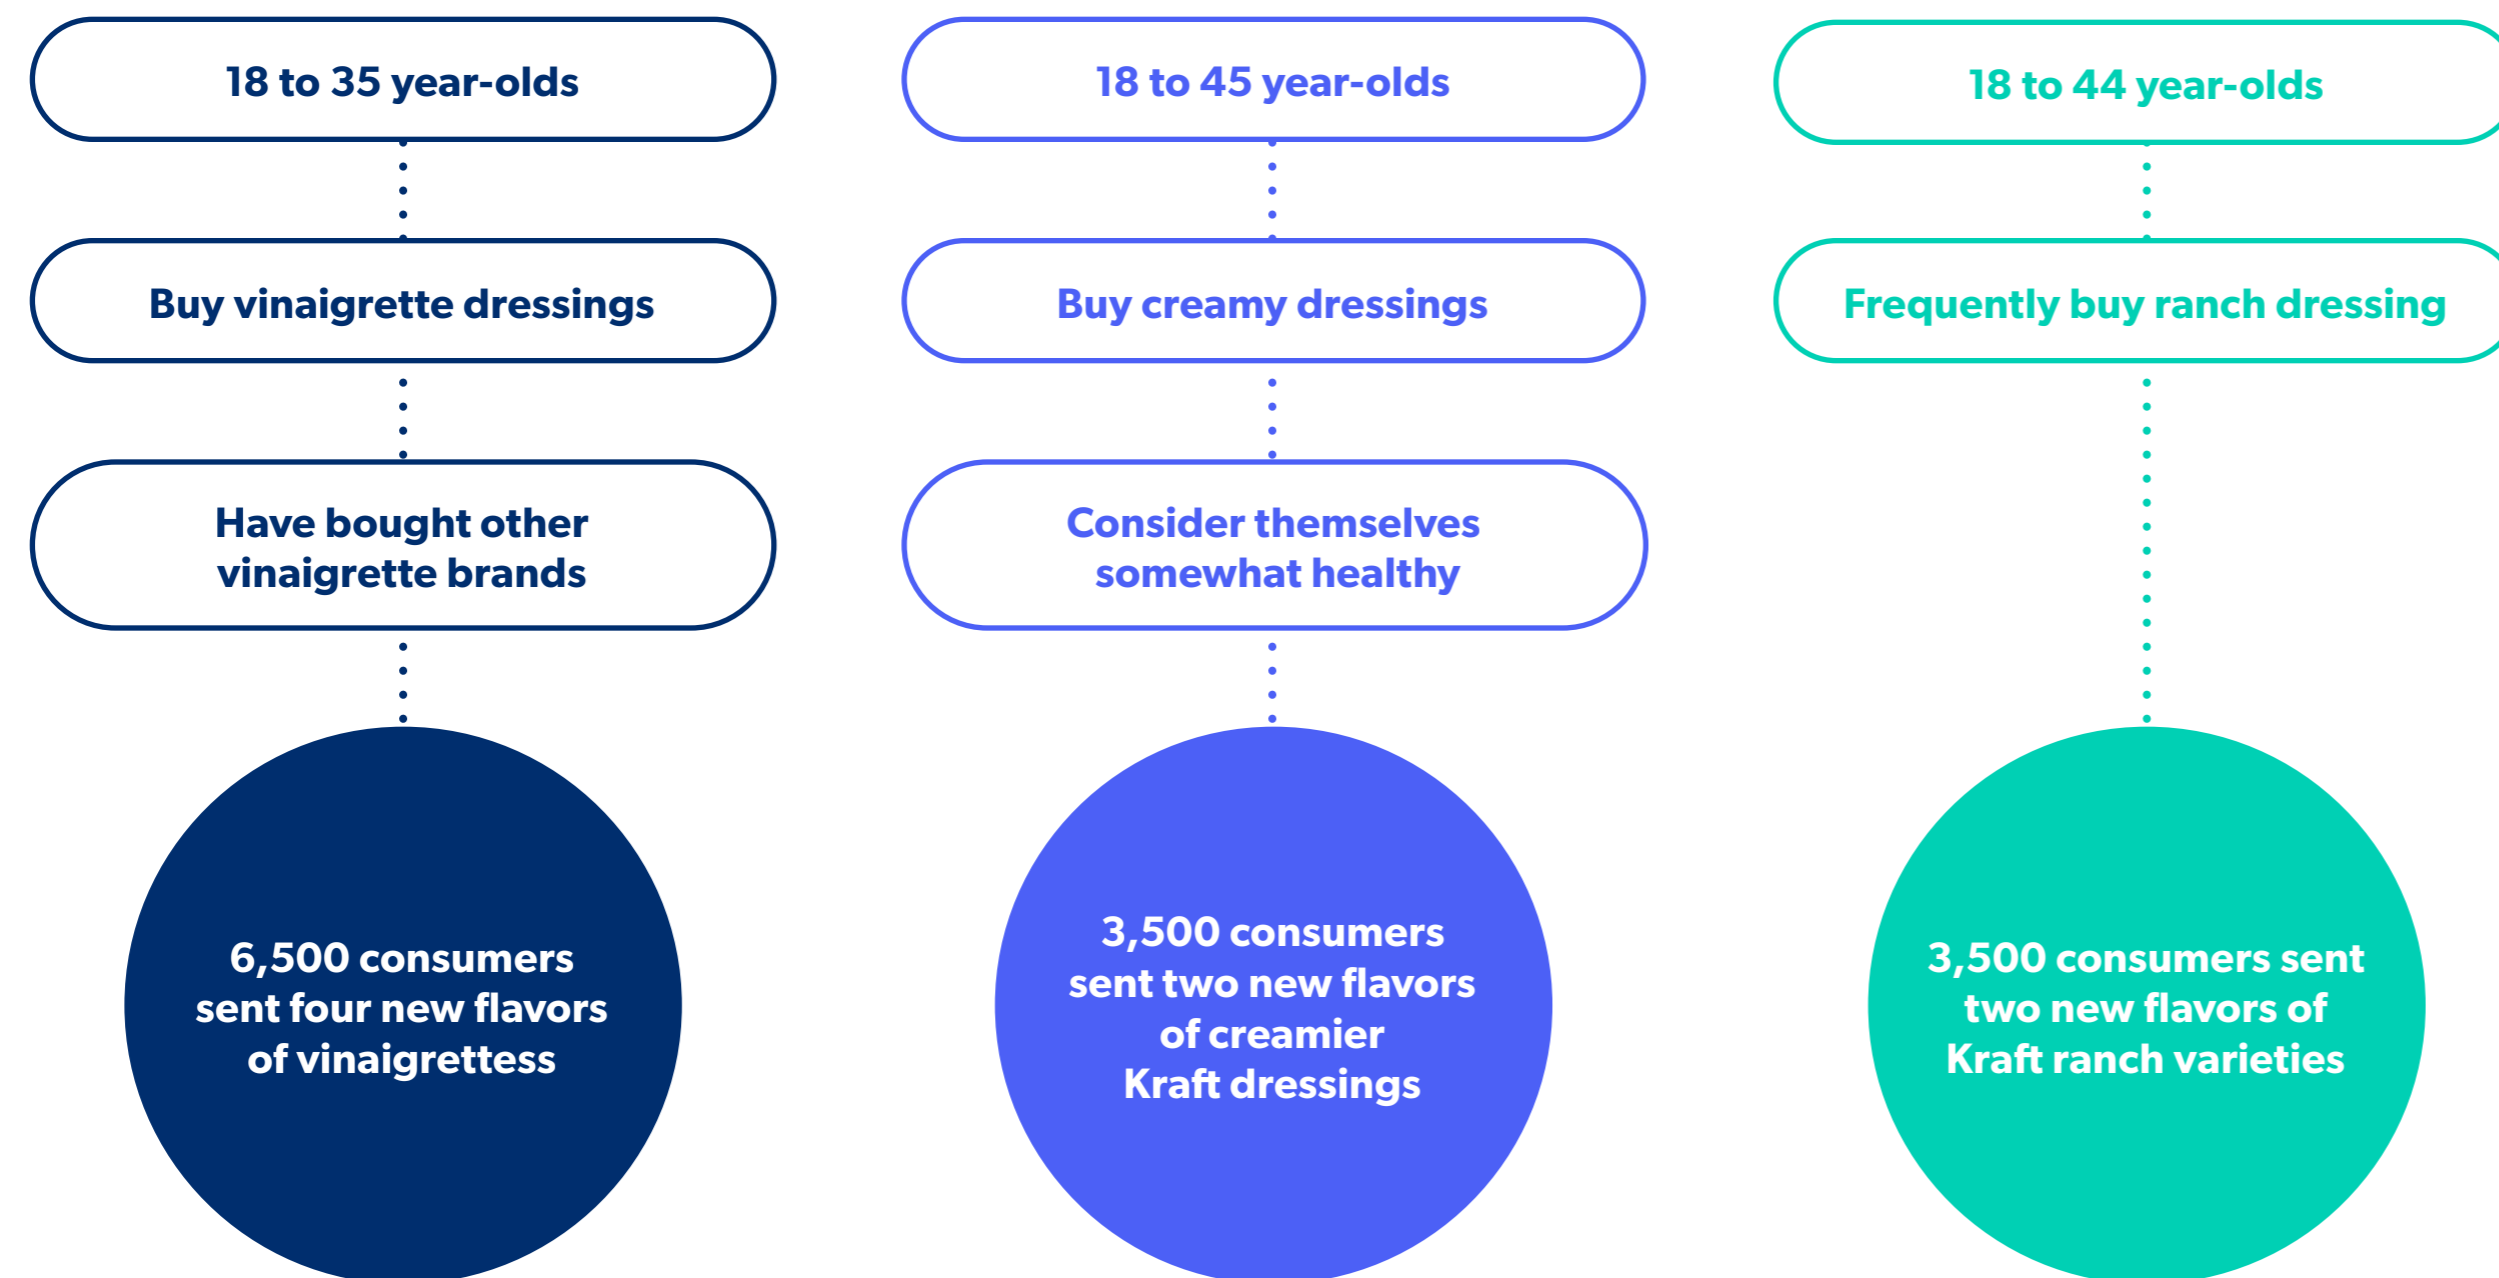 18 to 35 year-olds
Buy vinaigrette dressings
Have bought other
vinaigrette brands
6,500 consumers
sent four new flavors
of vinaigrettess
18 to 45 year-olds
Buy creamy dressings
Consider themselves
somewhat healthy
3,500 consumers
sent two new flavors
of creamier
Kraft dressings
18 to 44 year-olds
Frequently buy ranch dressing
3,500 consumers sent
two new flavors of
Kraft ranch varieties